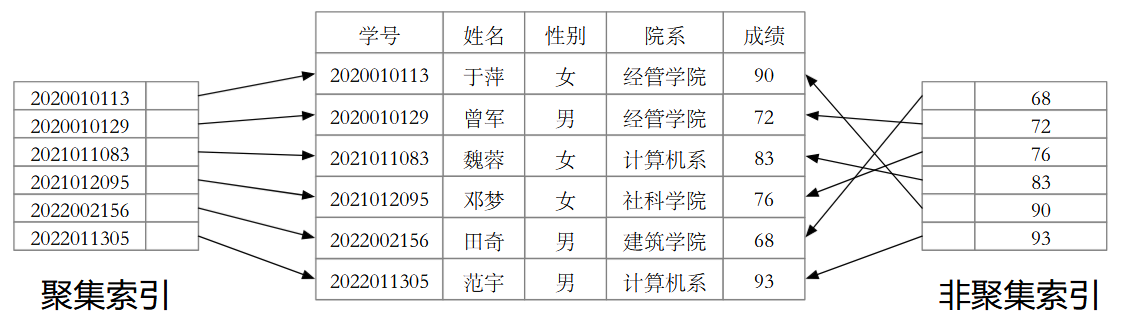 学号 姓名 性别 院系 成绩
2020010113 于萍 女 经管学院 90
2020010129 曾军 男 经管学院 72
2021011083 魏蓉 女 计算机系 83
2021012095 邓梦 女 社科学院 76
2022002156 田奇 男 建筑学院 68
2022011305 范宇 男 计算机系 93
2020010113
2020010129
2021011083
2021012095
2022002156
2022011305
聚集索引
68
72
76
83
90
93
非聚集索引